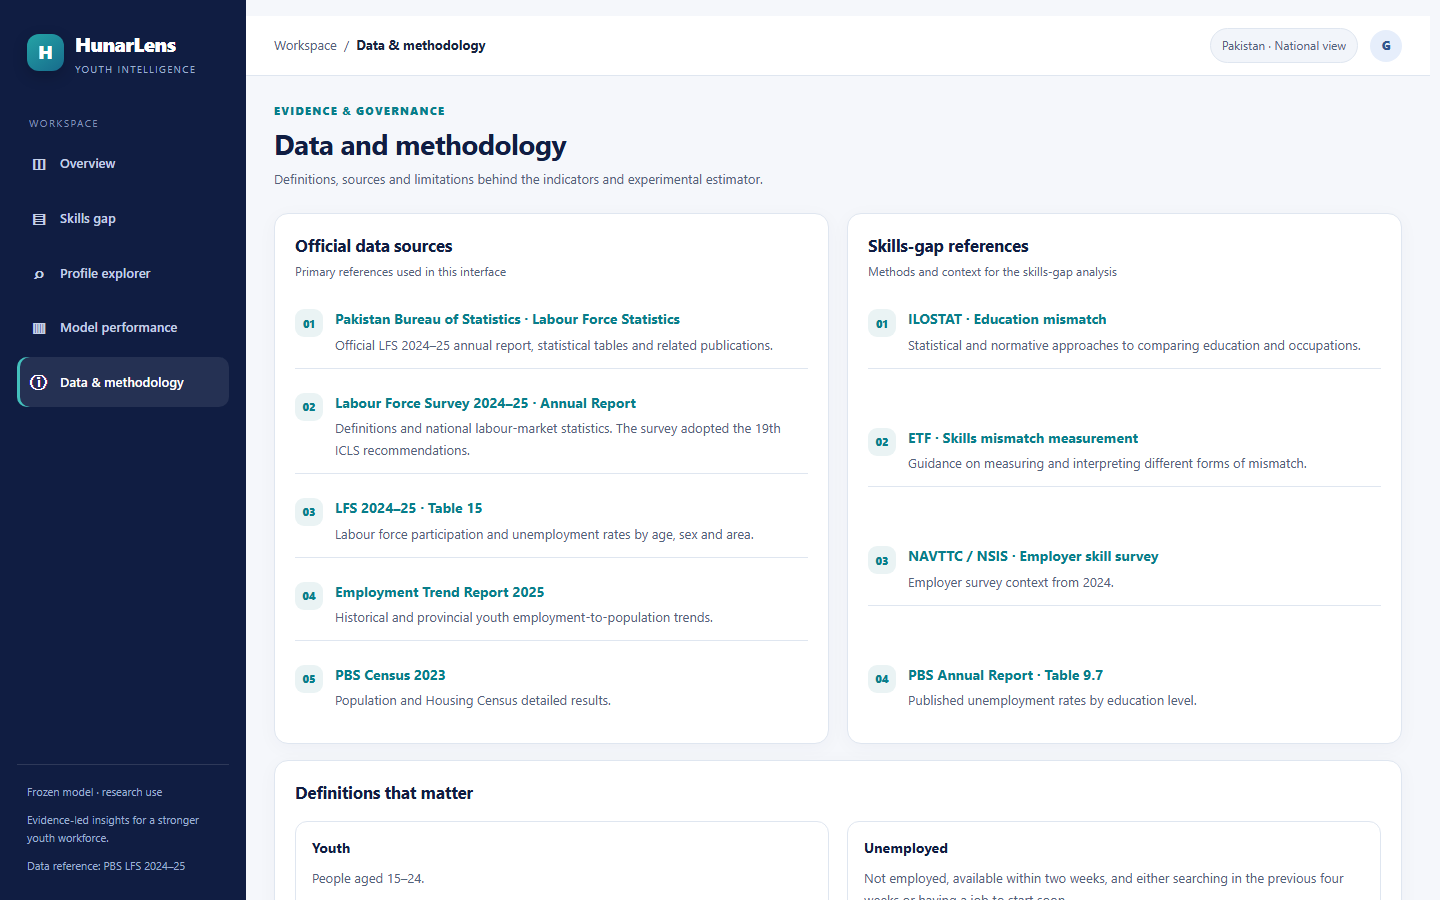 H
HunarLens
YOUTH INTELLIGENCE
WORKSPACE
Overview
Skills gap
Profile explorer
Model performance
Data & methodology
Frozen model · research use
Evidence-led insights for a stronger
youth workforce.
Data reference: PBS LFS 2024–25
Workspace / Data & methodology
Pakistan · National view
G
EVIDENCE & GOVERNANCE
Data and methodology
Definitions, sources and limitations behind the indicators and experimental estimator.
Official data sources
Primary references used in this interface
01
Pakistan Bureau of Statistics · Labour Force Statistics
Official LFS 2024–25 annual report, statistical tables and related publications.
02
Labour Force Survey 2024–25 · Annual Report
Definitions and national labour-market statistics. The survey adopted the 19th
ICLS recommendations.
03
LFS 2024–25 · Table 15
Labour force participation and unemployment rates by age, sex and area.
04
Employment Trend Report 2025
Historical and provincial youth employment-to-population trends.
05
PBS Census 2023
Population and Housing Census detailed results.
Skills-gap references
Methods and context for the skills-gap analysis
01
ILOSTAT · Education mismatch
Statistical and normative approaches to comparing education and occupations.
02
ETF · Skills mismatch measurement
Guidance on measuring and interpreting different forms of mismatch.
03
NAVTTC / NSIS · Employer skill survey
Employer survey context from 2024.
04
PBS Annual Report · Table 9.7
Published unemployment rates by education level.
Definitions that matter
Youth
People aged 15–24.
Unemployed
Not employed, available within two weeks, and either searching in the previous four
weeks or having a job to start soon.